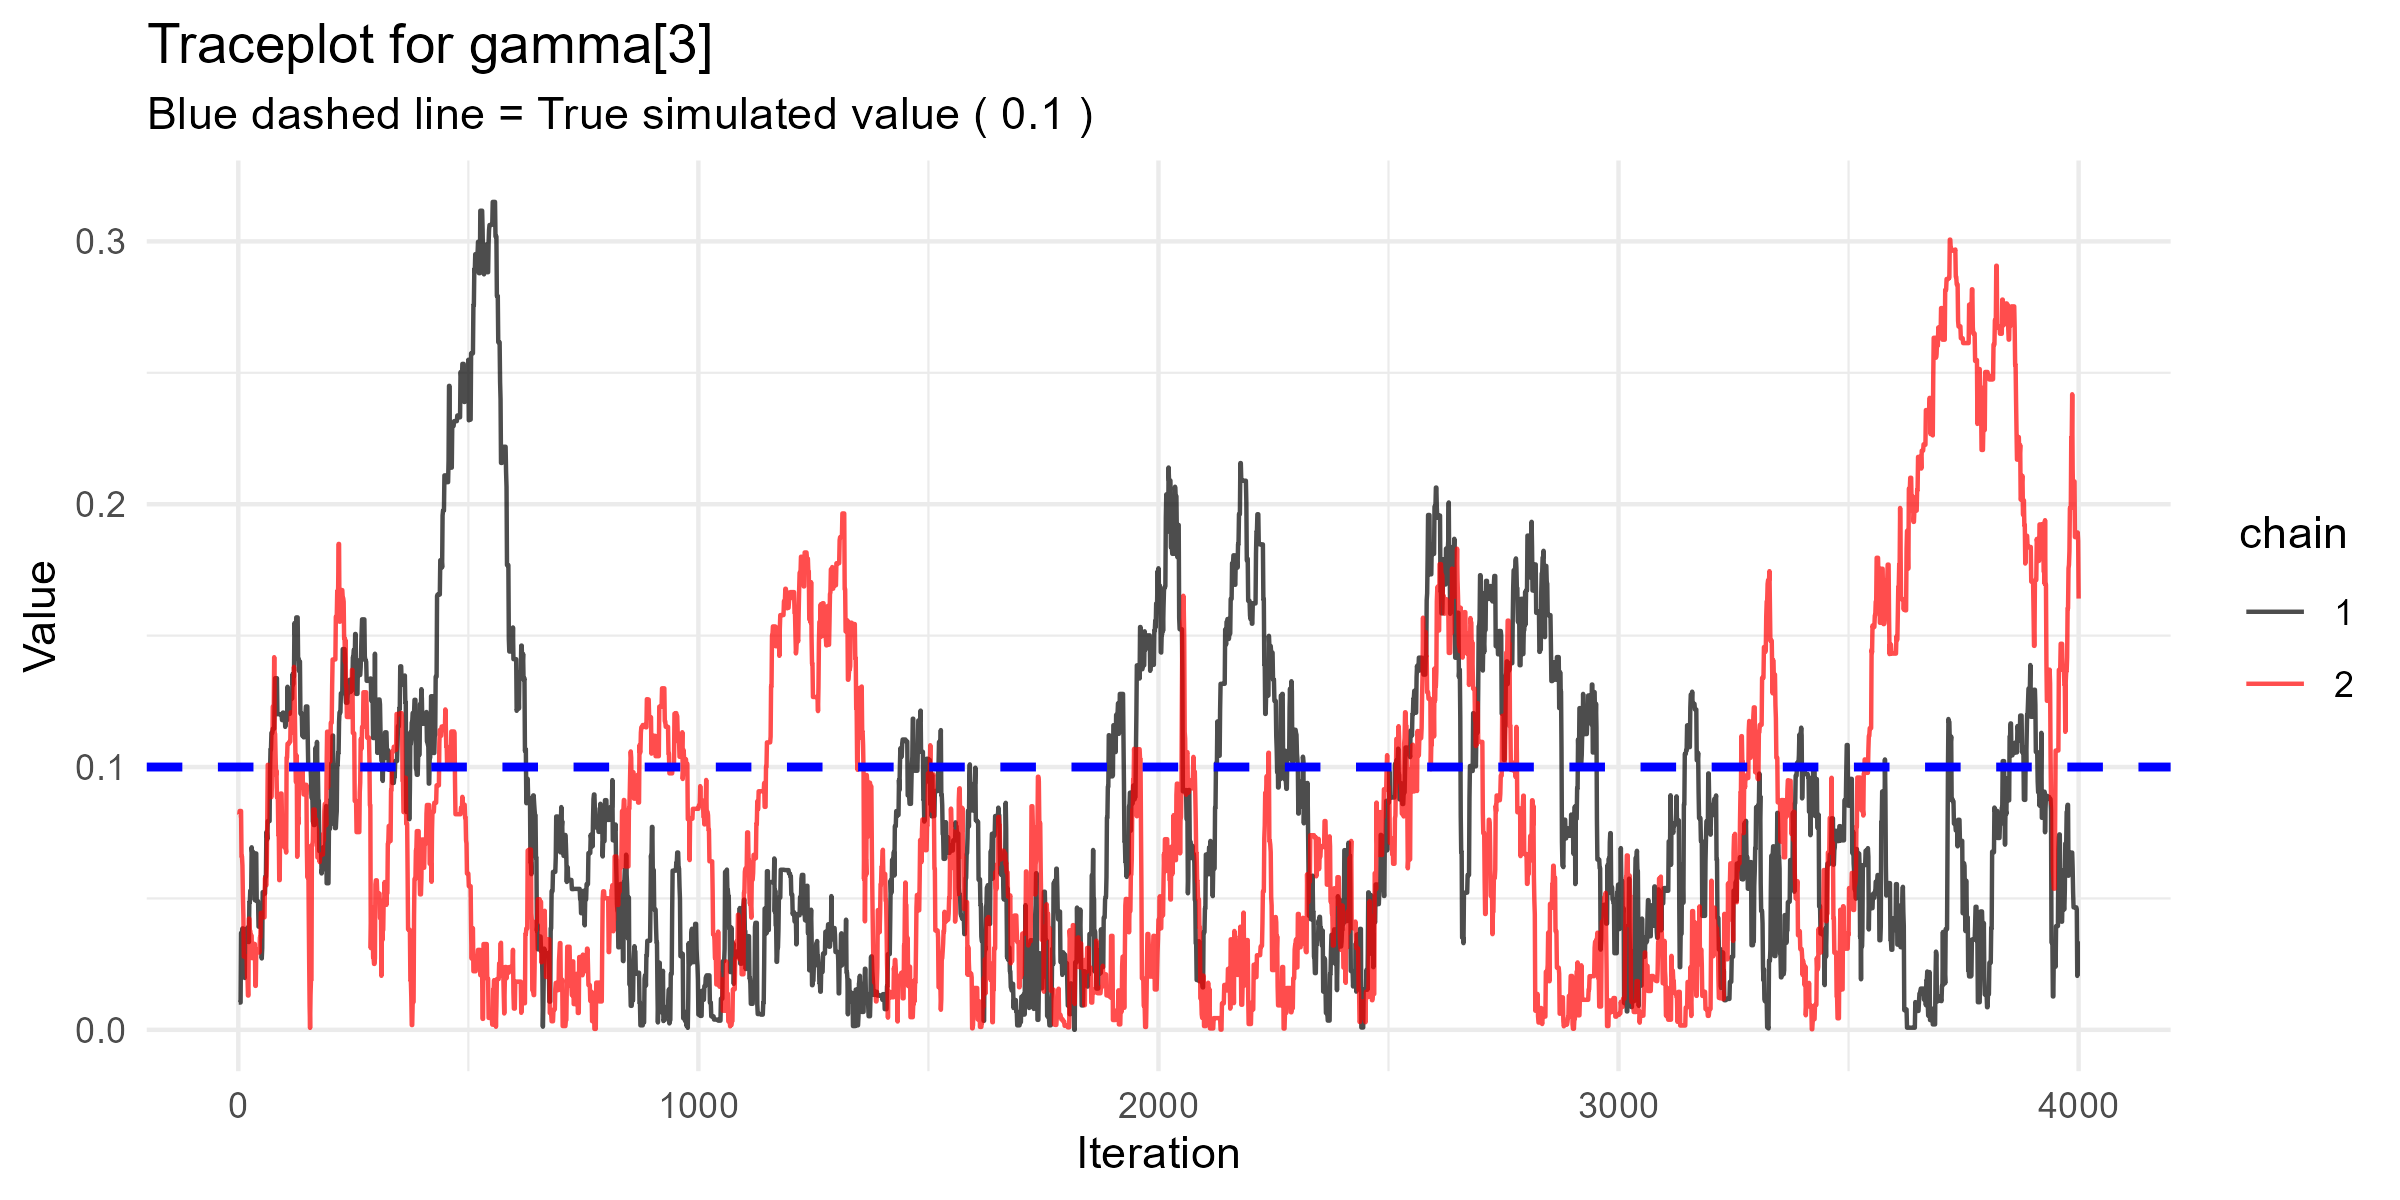 Traceplot for gamma[3]
Blue dashed line = True simulated value ( 0.1 )
0.3
0.2
0.1
0.0
Value
0 1000 2000 3000 4000
Iteration
chain
1
2